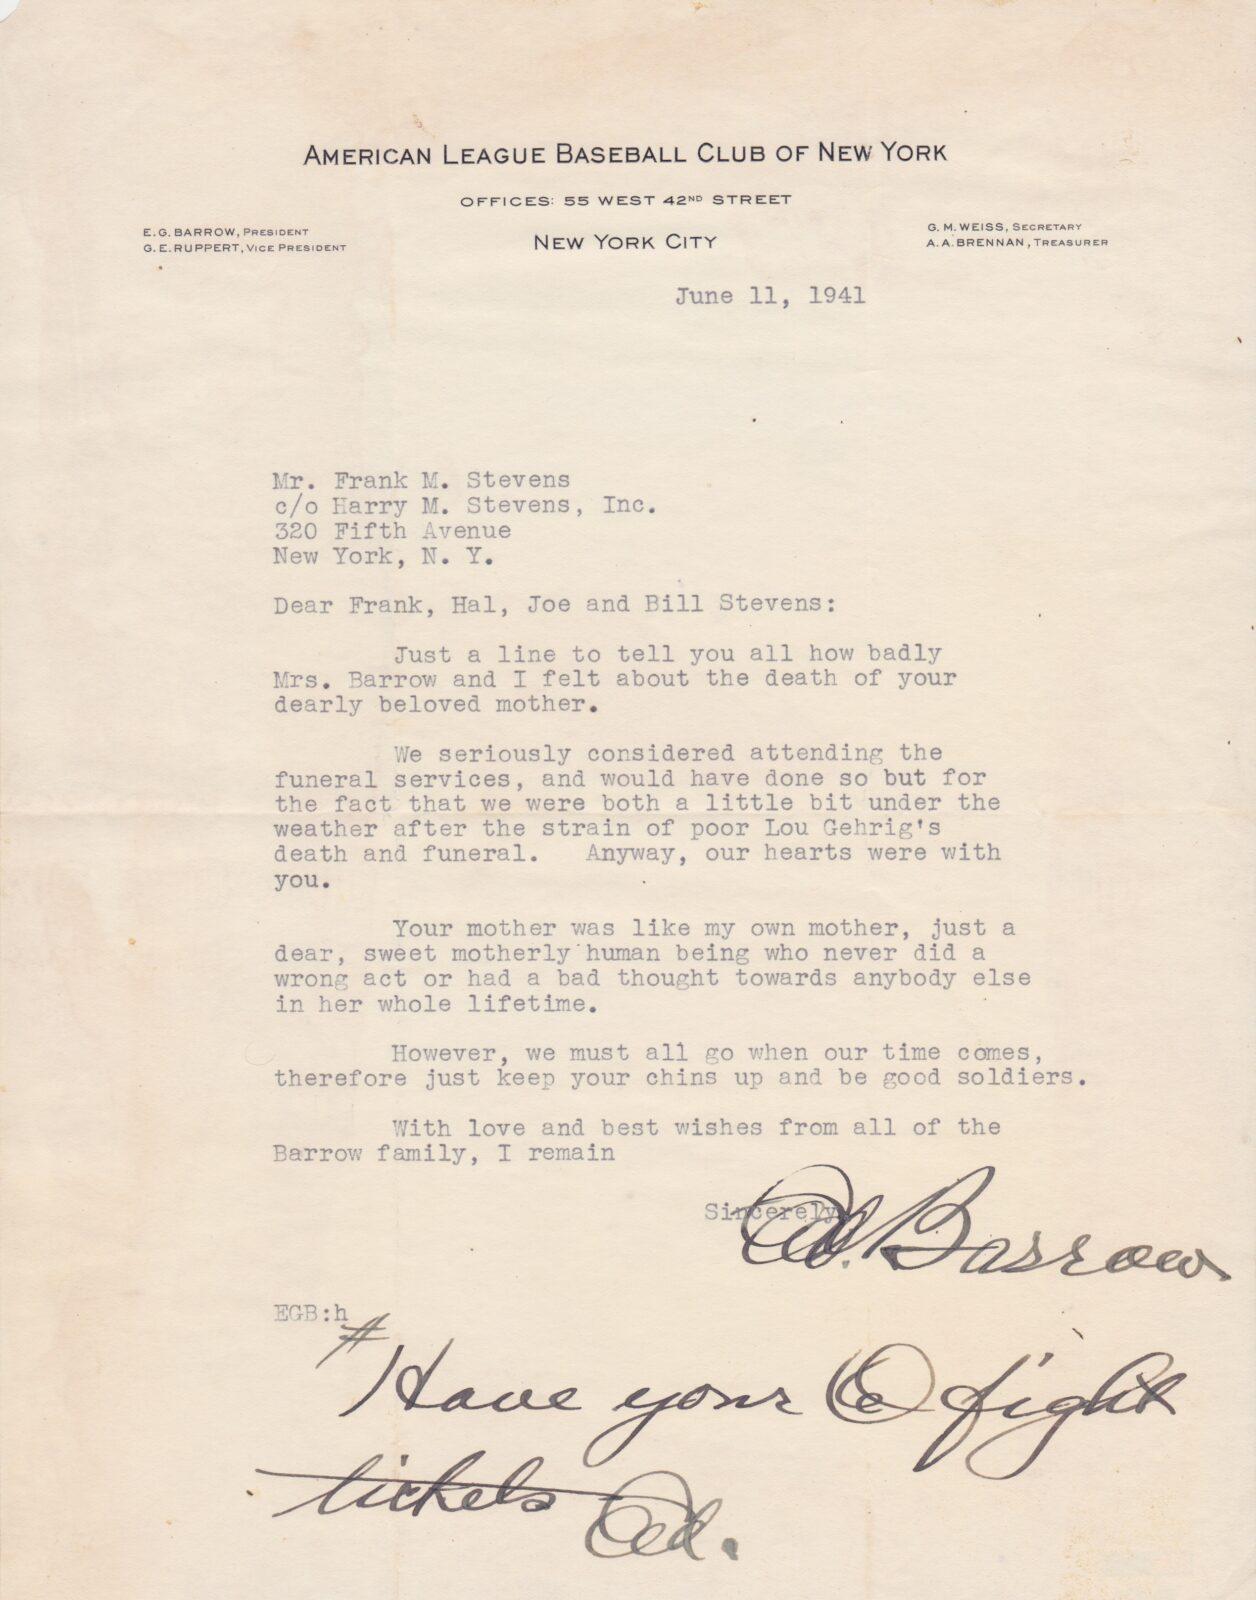 AMERICAN LEAGUE BASEBALL CLUB OF NEW YORK
OFFICES: 55 WEST 42ND STREET
NEW YORK CITY
E.G. BARROW, PRESIDENT
G.E. RUPPERT, VICE PRESIDENT
G. M. WEISS, SECRETARY
A. A. BRENNAN, TREASURER
June 11, 1941
Mr. Frank M. Stevens
c/o Harry M. Stevens, Inc.
320 Fifth Avenue
New York, N. Y.
Dear Frank, Hal, Joe and Bill Stevens:
Just a line to tell you all how badly
Mrs. Barrow and I felt about the death of your
dearly beloved mother.
We seriously considered attending the
funeral services, and would have done so but for
the fact that we were both a little bit under the
weather after the strain of poor Lou Gehrig's
death and funeral. Anyway, our hearts were with
you.
Your mother was like my own mother, just a
dear, sweet motherly human being who never did a
wrong act or had a bad thought towards anybody else
in her whole lifetime.
However, we must all go when our time comes,
therefore just keep your chins up and be good soldiers.
With love and best wishes from all of the
Barrow family, I remain
Sincerely
Ed. Barrow
EGB:h
# Have your 6 fight
tickets Ed.